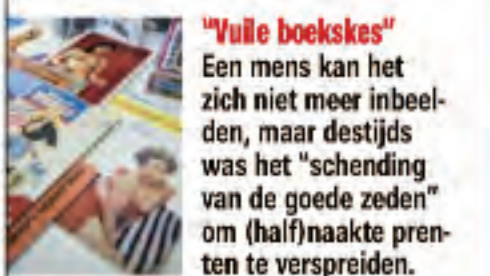 "Vuile boekskes"
Een mens kan het
zich niet meer inbeel-
den, maar destijds
was het "schending
van de goede zeden"
om (half)naakte pren-
ten te verspreiden.